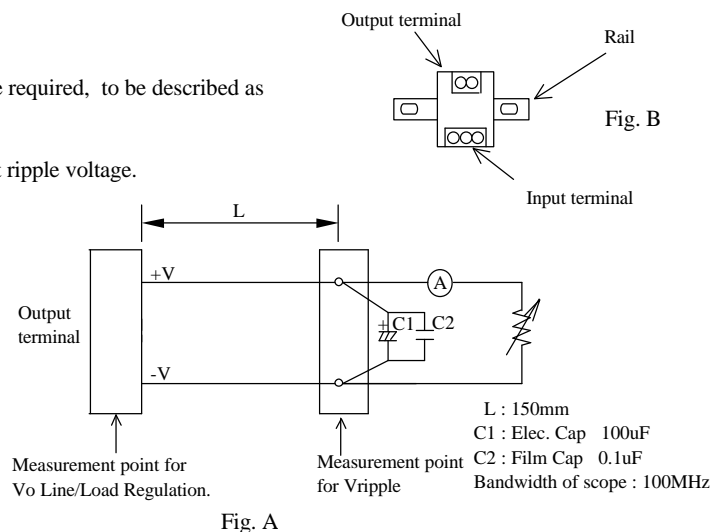 Output terminal
Rail
e required, to be described as
Fig. B
t ripple voltage.
Input terminal
L
+V
A
Output
terminal
+ C1
C2
-V
L : 150mm
C1 : Elec. Cap 100uF
C2 : Film Cap 0.1uF
Bandwidth of scope : 100MHz
Measurement point for
Vo Line/Load Regulation.
Measurement point
for Vripple
Fig. A